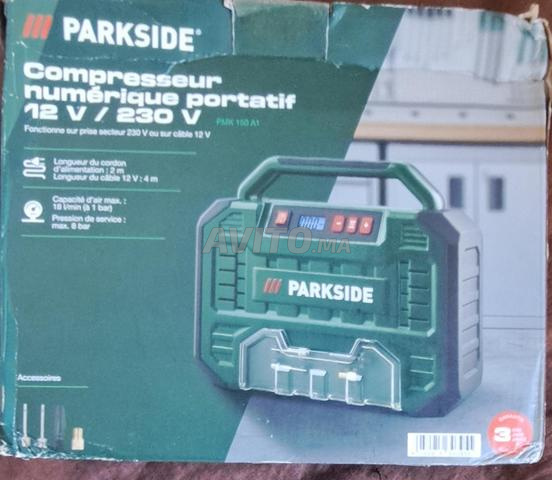 PARKSIDE®
Compresseur
numérique portatif
12 V / 230 V
PMK 150 A1
Fonctionne sur prise secteur 230 V ou sur câble 12 V
Longueur du cordon
d'alimentation : 2 m
Longueur du câble 12 V : 4 m
Capacité d'air max. :
18 l/min (à 1 bar)
Pression de service :
max. 8 bar
AVITO.MA
PARKSIDE
Accessoires
3